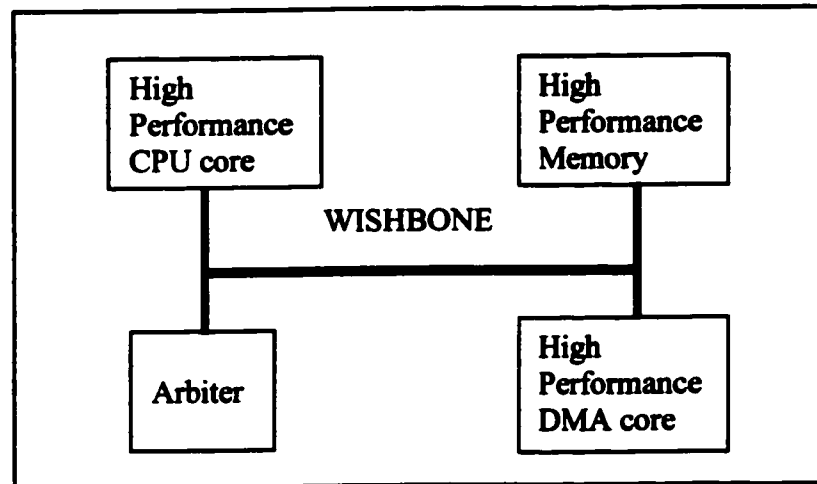 High
Performance
CPU core
High
Performance
Memory
WISHBONE
Arbiter
High
Performance
DMA core